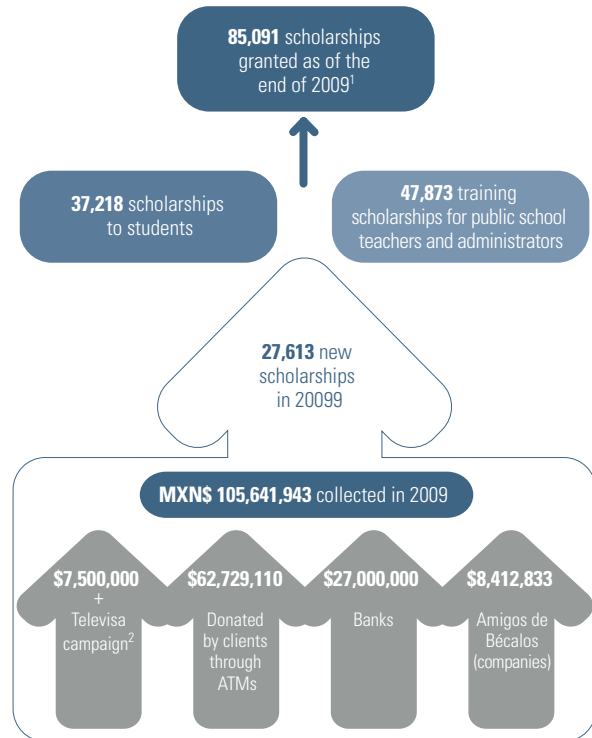 85,091 scholarships
granted as of the
end of 2009¹
37,218 scholarships
to students
47,873 training
scholarships for public school
teachers and administrators
27,613 new
scholarships
in 20099
MXN$ 105,641,943 collected in 2009
$7,500,000
+
Televisa
campaign²
$62,729,110
Donated
by clients
through
ATMs
$27,000,000
Banks
$8,412,833
Amigos de
Bécalos
(companies)